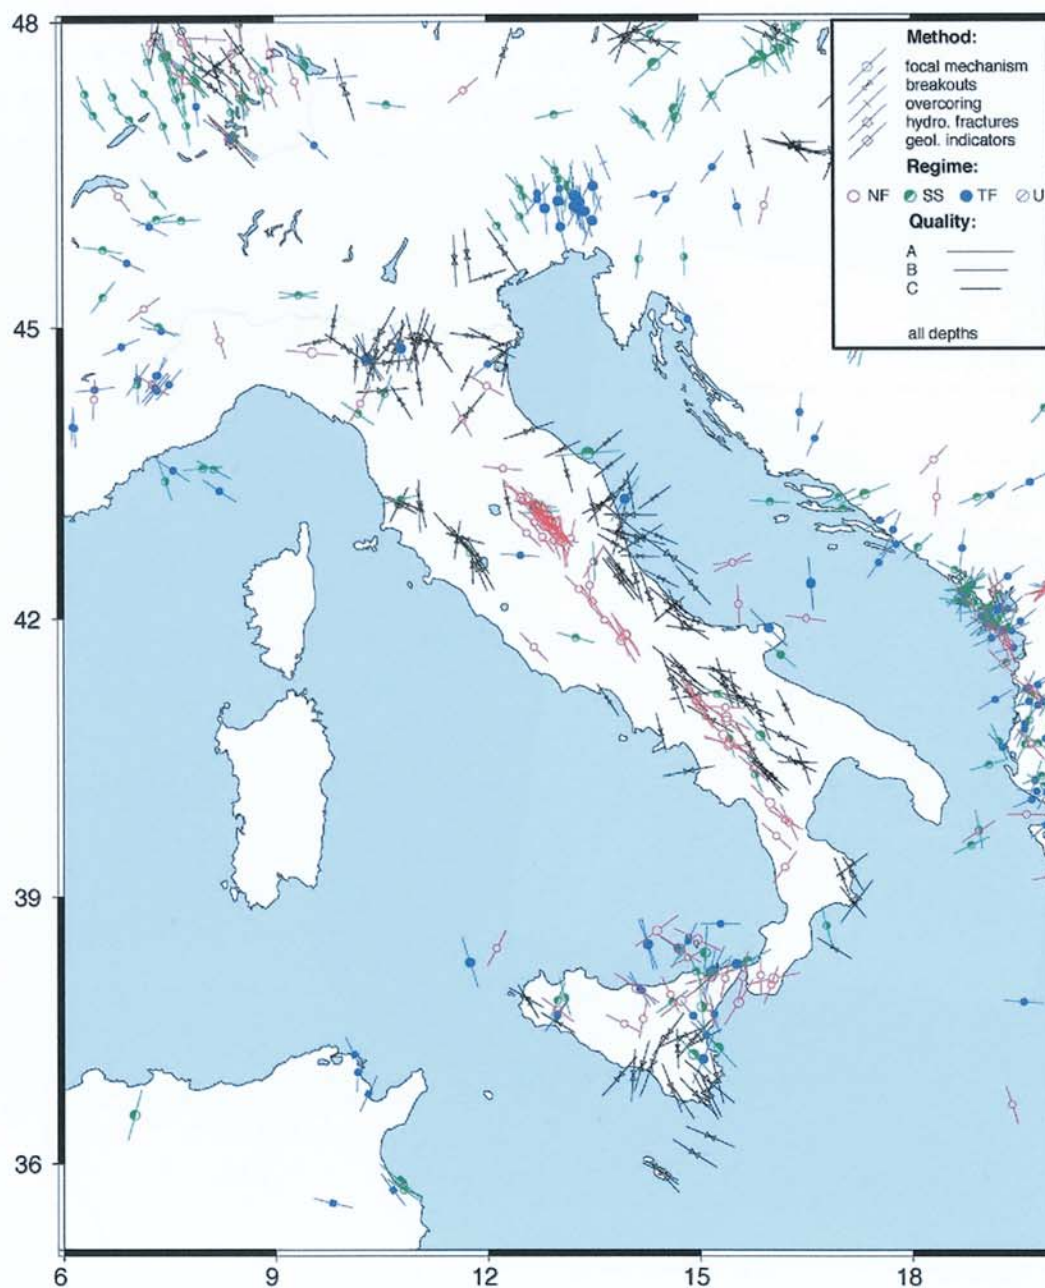 48
45
42
39
36
6
9
12
15
18
Method:
focal mechanism
breakouts
overcoring
hydro. fractures
geol. indicators
Regime:
NF SS TF U
Quality:
A
B
C
all depths